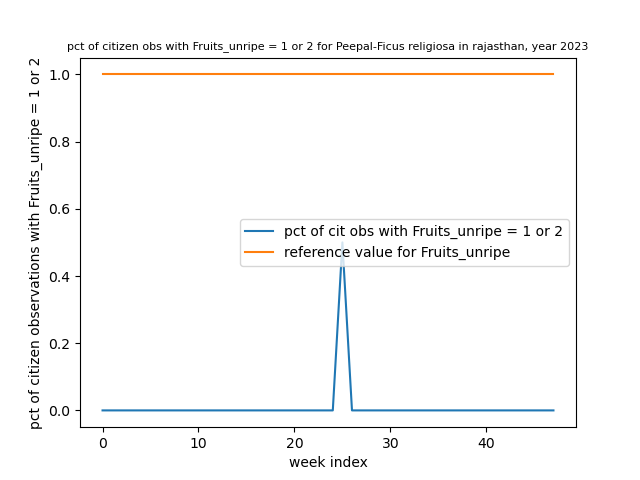 pct of citizen obs with Fruits_unripe = 1 or 2 for Peepal-Ficus religiosa in rajasthan, year 2023
pct of citizen observations with Fruits_unripe = 1 or 2
1.0
0.8
0.6
0.4
0.2
0.0
pct of cit obs with Fruits_unripe = 1 or 2
reference value for Fruits_unripe
0
10
20
30
40
week index